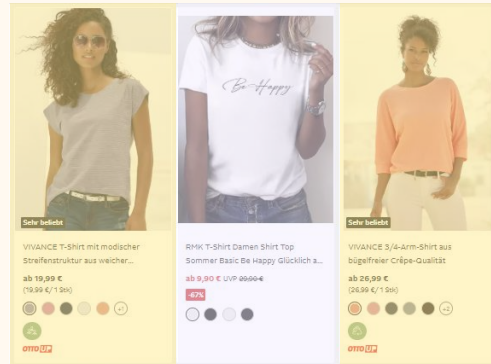 Be Happy
Sehr beliebt
VIVANCE T-Shirt mit modischer
Streifenstruktur aus weicher...
ab 19,99 €
(19,99 €/ 1 Stk)
+1
OTTO UP
RMK T-Shirt Damen Shirt Top
Sommer Basic Be Happy Glücklich a...
ab 9,90 € UVP 29,90 €
-67%
Sehr beliebt
VIVANCE 3/4-Arm-Shirt aus
bügelfreier Crêpe-Qualität
ab 26,99 €
(26,99 €/ 1 Stk)
+2
OTTO UP